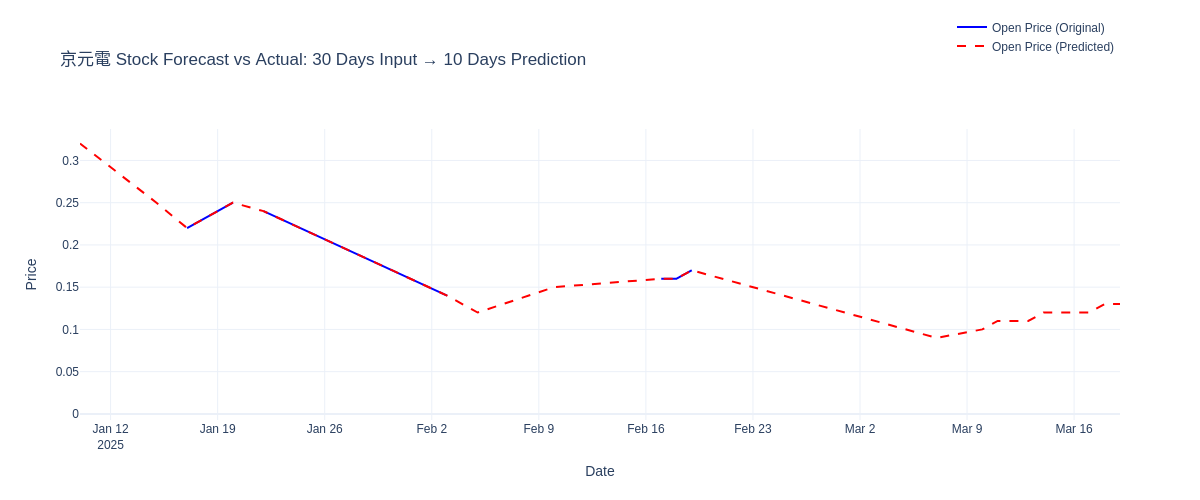 Open Price (Original)
Open Price (Predicted)
京元電 Stock Forecast vs Actual: 30 Days Input → 10 Days Prediction
Price
0.3
0.25
0.2
0.15
0.1
0.05
0
Jan 12
2025
Jan 19
Jan 26
Feb 2
Feb 9
Feb 16
Feb 23
Mar 2
Mar 9
Mar 16
Date